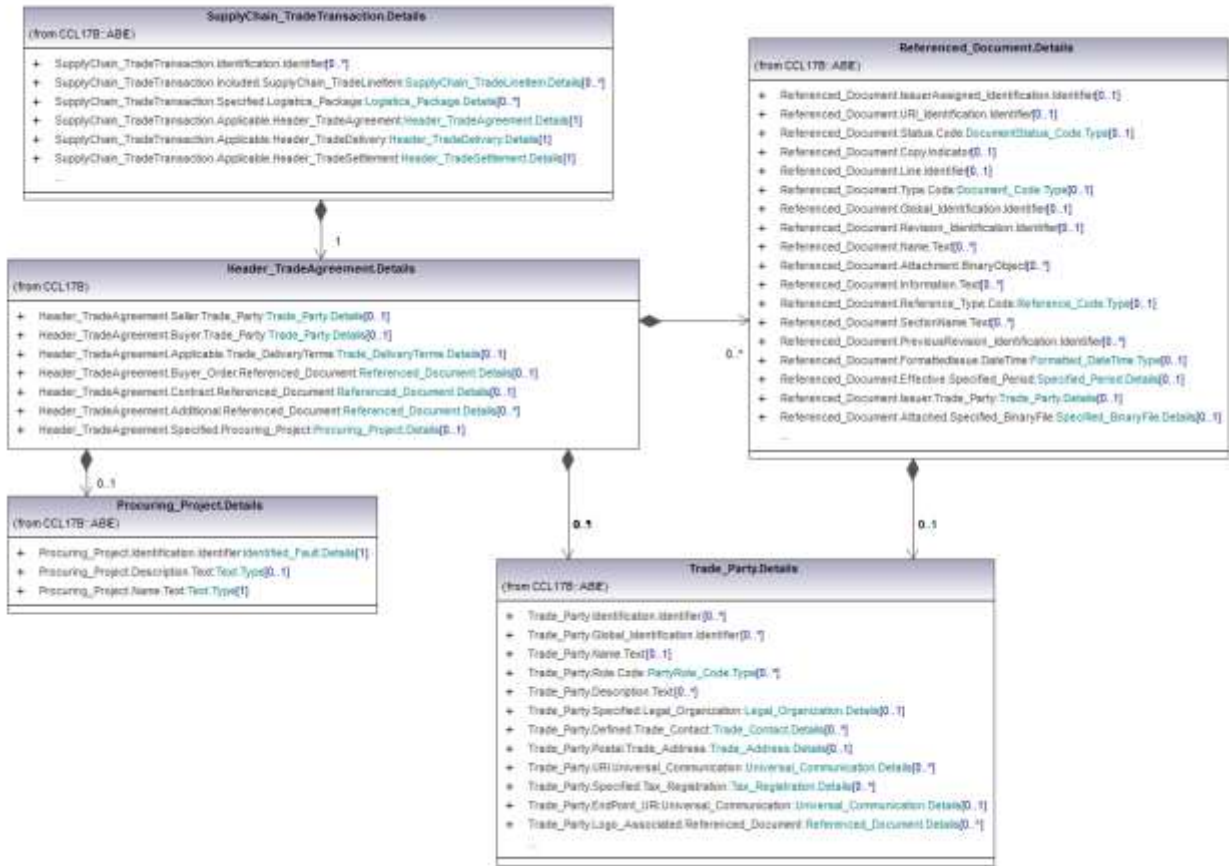 SupplyChain_TradeTransaction.Details
(from CCL17B::ABIE)
+ SupplyChain_TradeTransaction.Identification.Identifier[0..*]
+ SupplyChain_TradeTransaction.Included.SupplyChain_TradeLineItem:SupplyChain_TradeLineItem.Details[0..*]
+ SupplyChain_TradeTransaction.Specified.Logistics_Package:Logistics_Package.Details[0..*]
+ SupplyChain_TradeTransaction.Applicable.Header_TradeAgreement:Header_TradeAgreement.Details[1]
+ SupplyChain_TradeTransaction.Applicable.Header_TradeDelivery:Header_TradeDelivery.Details[1]
+ SupplyChain_TradeTransaction.Applicable.Header_TradeSettlement:Header_TradeSettlement.Details[1]
...
1
Header_TradeAgreement.Details
(from CCL17B)
+ Header_TradeAgreement.Seller.Trade_Party:Trade_Party.Details[0..1]
+ Header_TradeAgreement.Buyer.Trade_Party:Trade_Party.Details[0..1]
+ Header_TradeAgreement.Applicable.Trade_DeliveryTerms:Trade_DeliveryTerms.Details[0..1]
+ Header_TradeAgreement.Buyer_Order.Referenced_Document:Referenced_Document.Details[0..1]
+ Header_TradeAgreement.Contract.Referenced_Document:Referenced_Document.Details[0..1]
+ Header_TradeAgreement.Additional.Referenced_Document:Referenced_Document.Details[0..*]
+ Header_TradeAgreement.Specified.Procuring_Project:Procuring_Project.Details[0..1]
0..1
Procuring_Project.Details
(from CCL17B::ABIE)
+ Procuring_Project.Identification.Identifier:Identified_Fault.Details[1]
+ Procuring_Project.Description.Text:Text.Type[0..1]
+ Procuring_Project.Name.Text:Text.Type[1]
0..*
Referenced_Document.Details
(from CCL17B::ABIE)
+ Referenced_Document.IssuerAssigned_Identification.Identifier[0..1]
+ Referenced_Document.URI_Identification.Identifier[0..1]
+ Referenced_Document.Status.Code:DocumentStatus_Code.Type[0..1]
+ Referenced_Document.Copy.Indicator[0..1]
+ Referenced_Document.Line.Identifier[0..1]
+ Referenced_Document.Type.Code:Document_Code.Type[0..1]
+ Referenced_Document.Global_Identification.Identifier[0..1]
+ Referenced_Document.Revision_Identification.Identifier[0..1]
+ Referenced_Document.Name.Text[0..*]
+ Referenced_Document.Attachment.BinaryObject[0..*]
+ Referenced_Document.Information.Text[0..*]
+ Referenced_Document.Reference_Type.Code:Reference_Code.Type[0..1]
+ Referenced_Document.SectionName.Text[0..*]
+ Referenced_Document.PreviousRevision_Identification.Identifier[0..*]
+ Referenced_Document.FormattedIssue.DateTime:Formatted_DateTime.Type[0..1]
+ Referenced_Document.Effective.Specified_Period:Specified_Period.Details[0..1]
+ Referenced_Document.Issuer.Trade_Party:Trade_Party.Details[0..1]
+ Referenced_Document.Attached.Specified_BinaryFile:Specified_BinaryFile.Details[0..1]
...
0..1
Trade_Party.Details
(from CCL17B::ABIE)
+ Trade_Party.Identification.Identifier[0..*]
+ Trade_Party.Global_Identification.Identifier[0..*]
+ Trade_Party.Name.Text[0..1]
+ Trade_Party.Role.Code:PartyRole_Code.Type[0..*]
+ Trade_Party.Description.Text[0..*]
+ Trade_Party.Specified.Legal_Organization:Legal_Organization.Details[0..1]
+ Trade_Party.Defined.Trade_Contact:Trade_Contact.Details[0..*]
+ Trade_Party.Postal.Trade_Address:Trade_Address.Details[0..1]
+ Trade_Party.URI.Universal_Communication:Universal_Communication.Details[0..*]
+ Trade_Party.Specified.Tax_Registration:Tax_Registration.Details[0..*]
+ Trade_Party.EndPoint_URI.Universal_Communication:Universal_Communication.Details[0..1]
+ Trade_Party.Logo_Associated.Referenced_Document:Referenced_Document.Details[0..*]
...